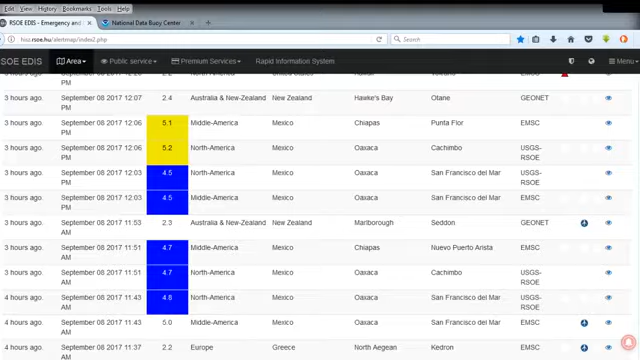 Edit View History Bookmarks Tools Help
RSOE EDIS - Emergency and
National Data Buoy Center
hisz.rsoe.hu/alertmap/index2.php
Search
RSOE EDIS Area Public service Premium Services Rapid Information System Menu
PM
3 hours ago. September 08 2017 12:07 PM 2.4 Australia & New-Zealand New Zealand Hawke's Bay Otane GEONET
3 hours ago. September 08 2017 12:06 PM 5.1 Middle-America Mexico Chiapas Punta Flor EMSC
3 hours ago. September 08 2017 12:06 PM 5.2 North-America Mexico Oaxaca Cachimbo USGS-RSOE
3 hours ago. September 08 2017 12:03 PM 4.5 North-America Mexico Oaxaca San Francisco del Mar USGS-RSOE
3 hours ago. September 08 2017 12:03 PM 4.5 Middle-America Mexico Oaxaca San Francisco del Mar EMSC
3 hours ago. September 08 2017 11:53 AM 2.3 Australia & New-Zealand New Zealand Marlborough Seddon GEONET
3 hours ago. September 08 2017 11:51 AM 4.7 Middle-America Mexico Chiapas Nuevo Puerto Arista EMSC
3 hours ago. September 08 2017 11:51 AM 4.7 North-America Mexico Oaxaca Cachimbo USGS-RSOE
4 hours ago. September 08 2017 11:43 AM 4.8 North-America Mexico Oaxaca San Francisco del Mar USGS-RSOE
4 hours ago. September 08 2017 11:43 AM 5.0 Middle-America Mexico Oaxaca San Francisco del Mar EMSC
4 hours ago. September 08 2017 11:37 AM 2.2 Europe Greece North Aegean Kedron EMSC